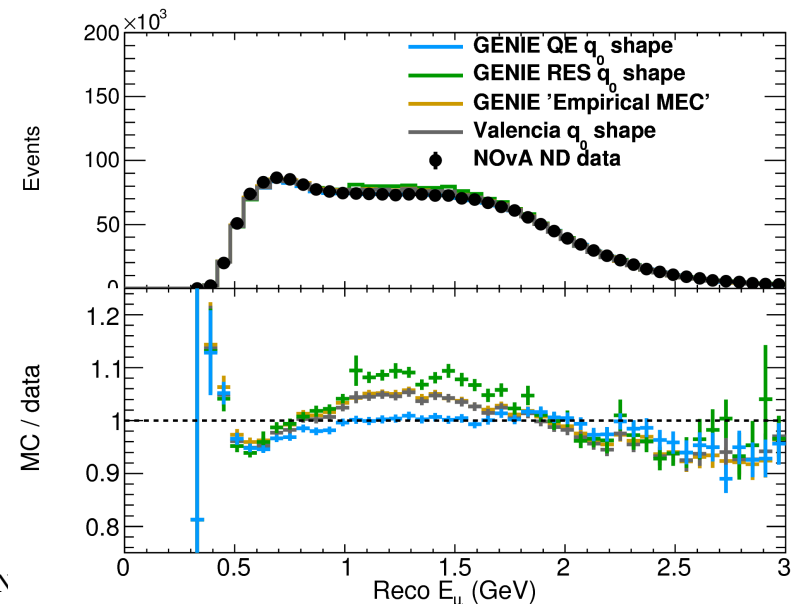 ×10³
200
150
100
50
0
Events
GENIE QE q₀ shape
GENIE RES q₀ shape
GENIE 'Empirical MEC'
Valencia q₀ shape
NOvA ND data
1.2
1.1
1
0.9
0.8
MC / data
0 0.5 1 1.5 2 2.5 3
Reco Eμ (GeV)